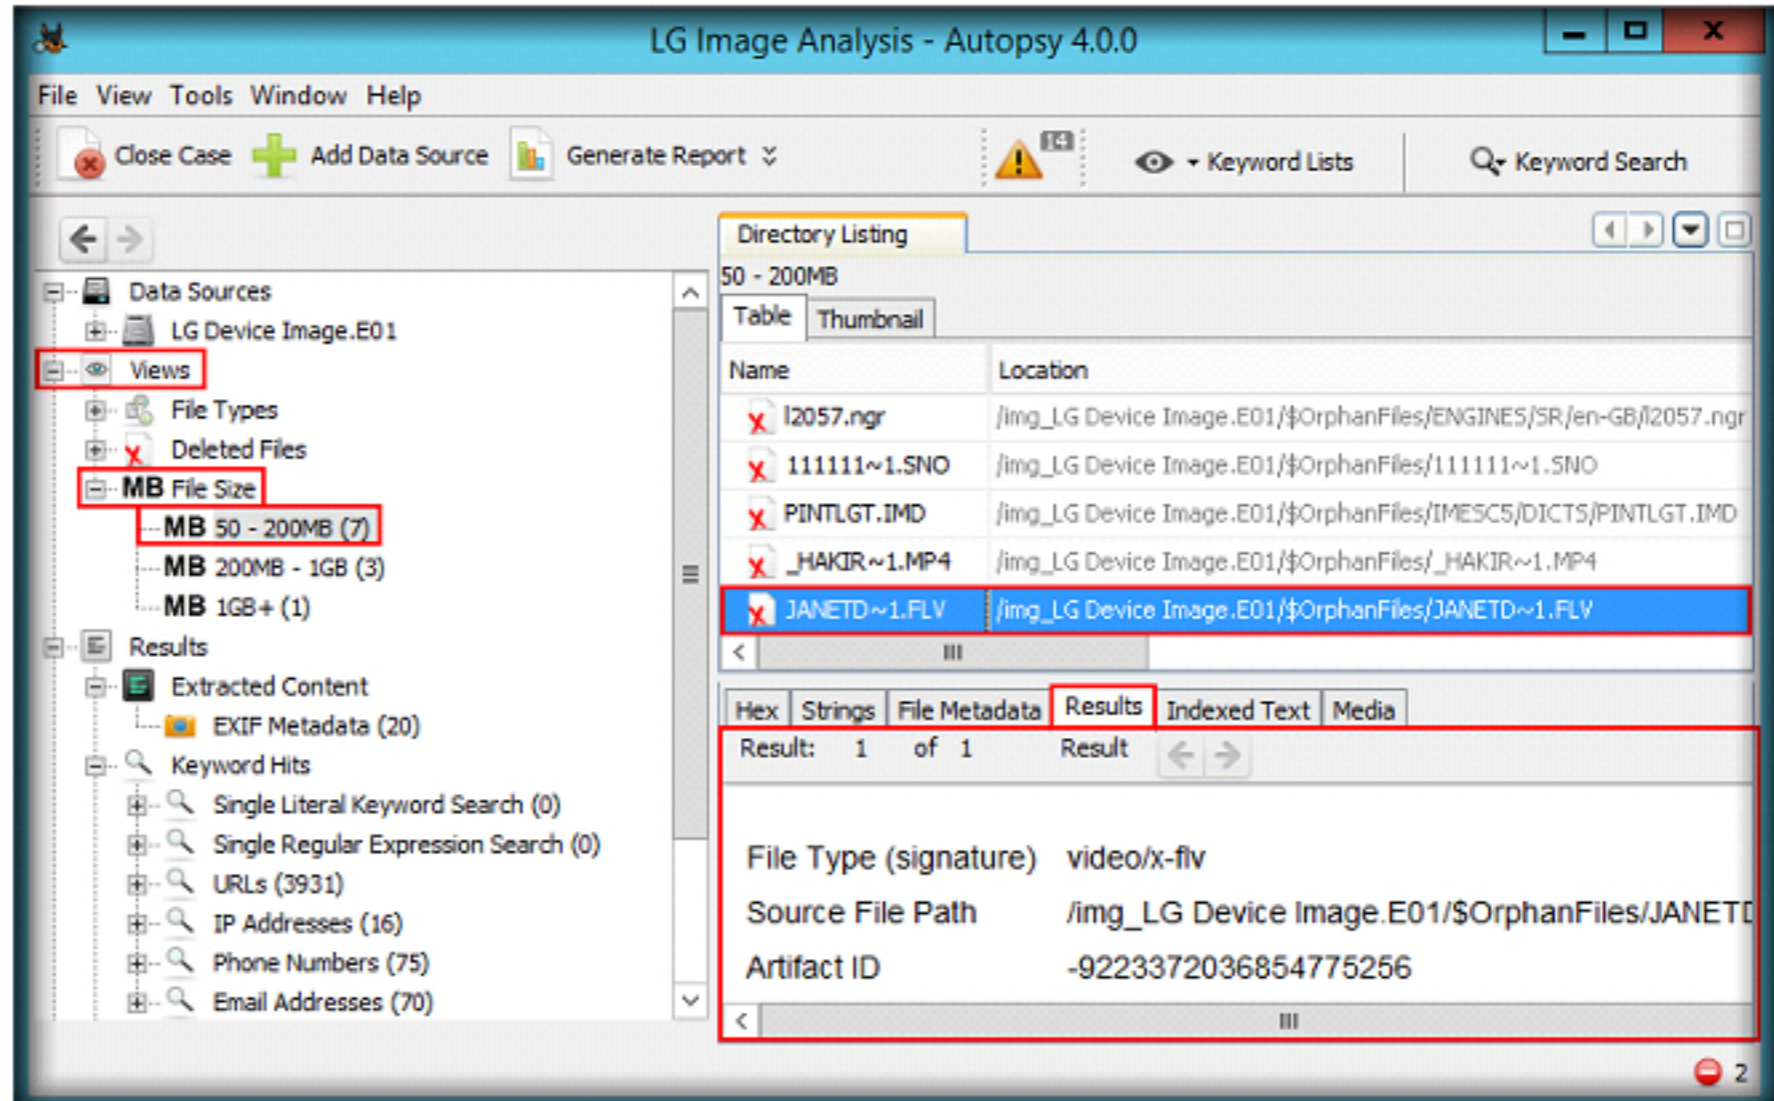 LG Image Analysis - Autopsy 4.0.0
File View Tools Window Help
Close Case Add Data Source Generate Report 14 Keyword Lists Keyword Search
Data Sources
LG Device Image.E01
Views
File Types
Deleted Files
MB File Size
MB 50 - 200MB (7)
MB 200MB - 1GB (3)
MB 1GB+ (1)
Results
Extracted Content
EXIF Metadata (20)
Keyword Hits
Single Literal Keyword Search (0)
Single Regular Expression Search (0)
URLs (3931)
IP Addresses (16)
Phone Numbers (75)
Email Addresses (70)
Directory Listing
50 - 200MB
Table Thumbnail
Name Location
l2057.ngr /img_LG Device Image.E01/$OrphanFiles/ENGINES/SR/en-GB/l2057.ngr
111111~1.SNO /img_LG Device Image.E01/$OrphanFiles/111111~1.SNO
PINTLGT.IMD /img_LG Device Image.E01/$OrphanFiles/IMESC5/DICTS/PINTLGT.IMD
_HAKIR~1.MP4 /img_LG Device Image.E01/$OrphanFiles/_HAKIR~1.MP4
JANETD~1.FLV /img_LG Device Image.E01/$OrphanFiles/JANETD~1.FLV
Hex Strings File Metadata Results Indexed Text Media
Result: 1 of 1 Result
File Type (signature) video/x-flv
Source File Path /img_LG Device Image.E01/$OrphanFiles/JANETD
Artifact ID -9223372036854775256
2